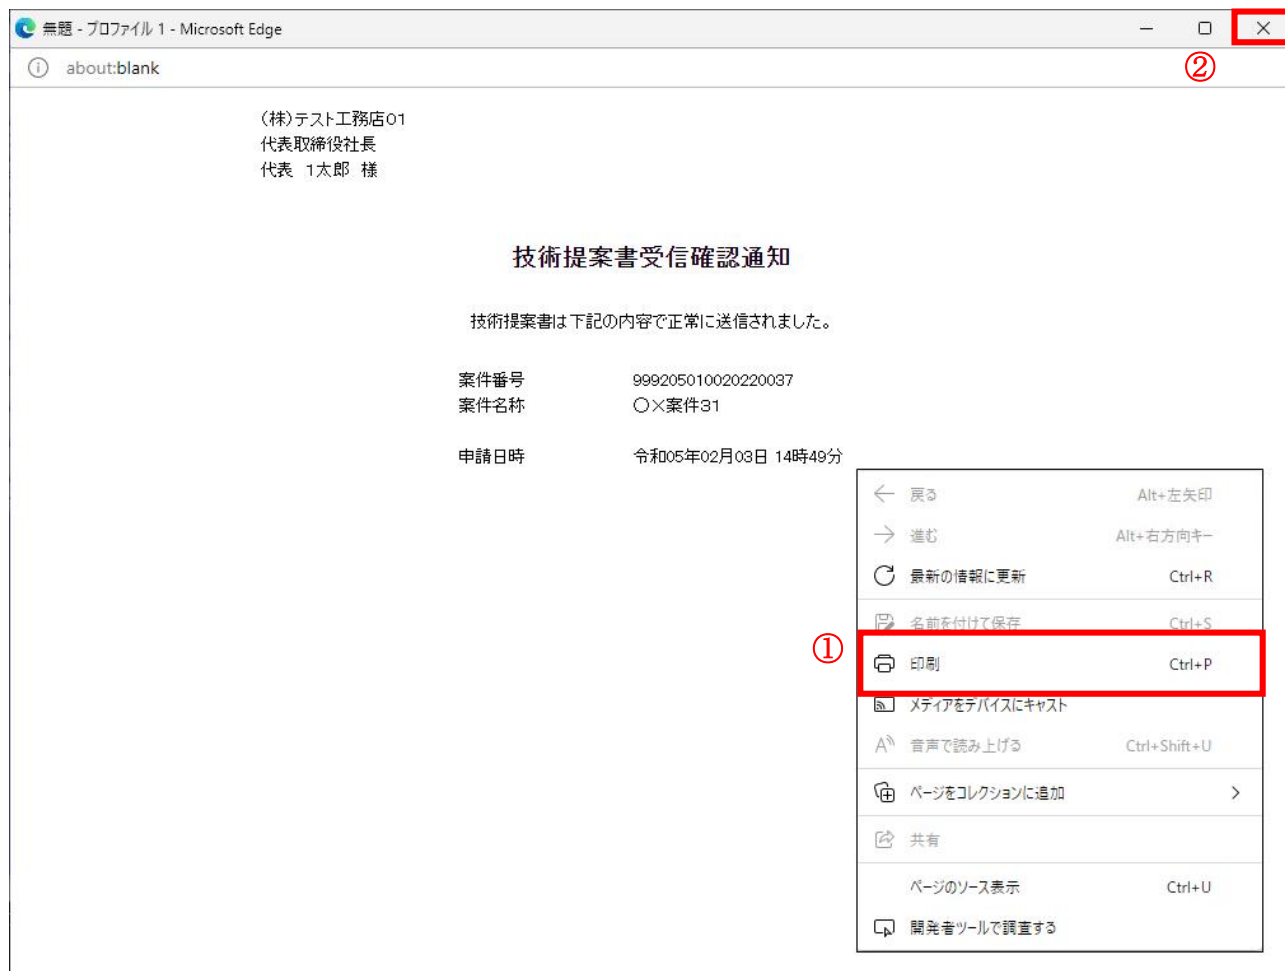 無題 - プロファイル 1 - Microsoft Edge
②
about:blank
(株)テスト工務店01
代表取締役社長
代表 1太郎 様
技術提案書受信確認通知
技術提案書は下記の内容で正常に送信されました。
案件番号 999205010020220037
案件名称 ○×案件31
申請日時 令和05年02月03日 14時49分
戻る Alt+左矢印
進む Alt+右方向キー
最新の情報に更新 Ctrl+R
名前を付けて保存 Ctrl+S
① 印刷 Ctrl+P
メディアをデバイスにキャスト
音声で読み上げる Ctrl+Shift+U
ページをコレクションに追加
共有
ページのソース表示 Ctrl+U
開発者ツールで調査する